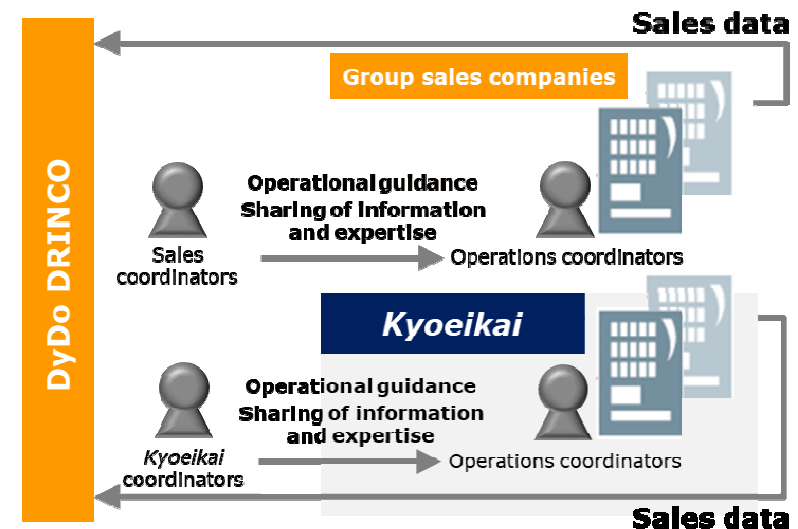 Sales data
Group sales companies
DyDo DRINCO
Operational guidance
Sharing of information
and expertise
Sales
coordinators
Operations coordinators
Kyoeikai
Operational guidance
Sharing of information
and expertise
Kyoeikai
coordinators
Operations coordinators
Sales data